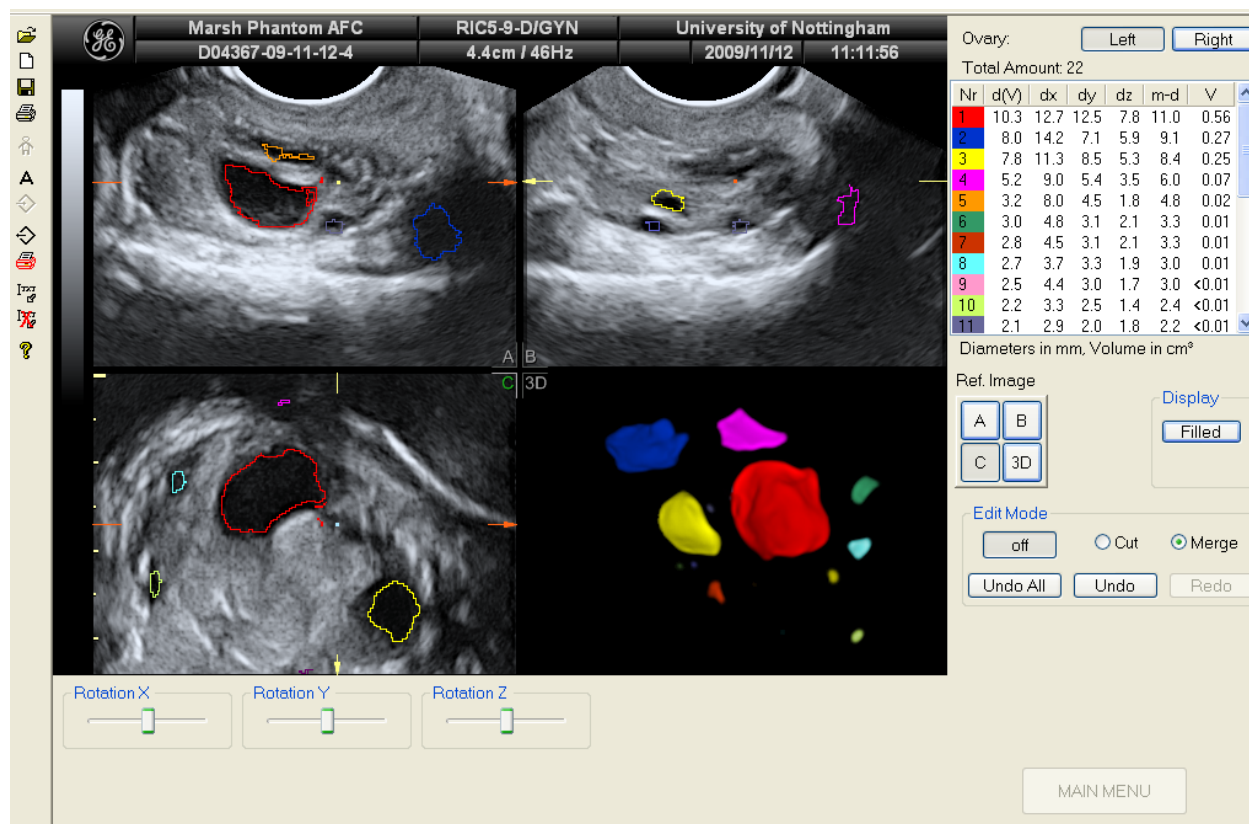 Marsh Phantom AFC RIC5-9-D/GYN University of Nottingham
D04367-09-11-12-4 4.4cm / 46Hz 2009/11/12 11:11:56
A B
C 3D
Ovary: Left Right
Total Amount: 22
Nr d(V) dx dy dz m-d V
1 10.3 12.7 12.5 7.8 11.0 0.56
2 8.0 14.2 7.1 5.9 9.1 0.27
3 7.8 11.3 8.5 5.3 8.4 0.25
4 5.2 9.0 5.4 3.5 6.0 0.07
5 3.2 8.0 4.5 1.8 4.8 0.02
6 3.0 4.8 3.1 2.1 3.3 0.01
7 2.8 4.5 3.1 2.1 3.3 0.01
8 2.7 3.7 3.3 1.9 3.0 0.01
9 2.5 4.4 3.0 1.7 3.0 <0.01
10 2.2 3.3 2.5 1.4 2.4 <0.01
11 2.1 2.9 2.0 1.8 2.2 <0.01
Diameters in mm, Volume in cm³
Ref. Image
A B
C 3D
Display
Filled
Edit Mode
off Cut Merge
Undo All Undo Redo
Rotation X Rotation Y Rotation Z
MAIN MENU